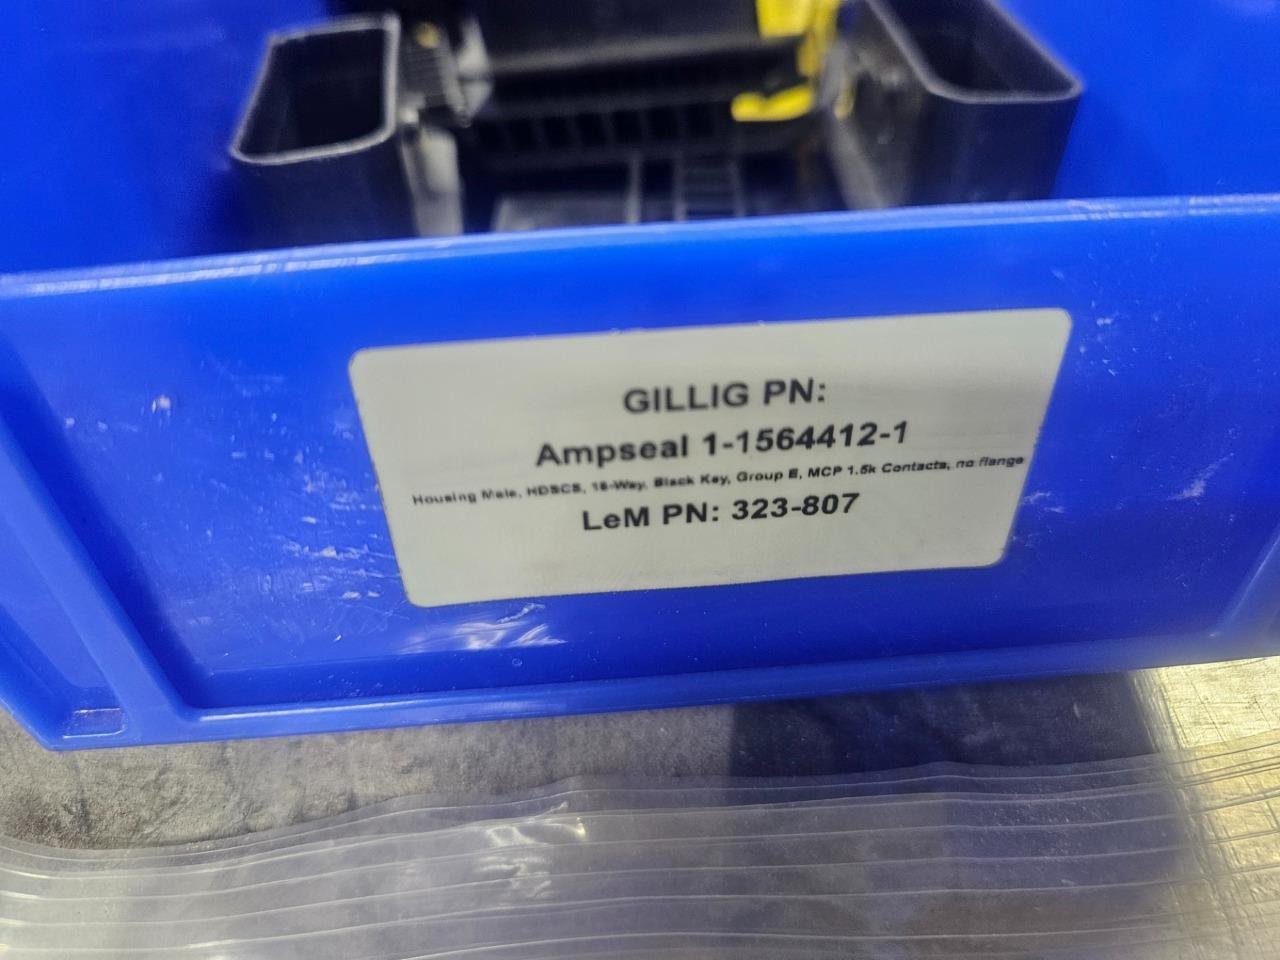 GILLIG PN:
Ampseal 1-1564412-1
Housing Male, HDSCS, 18-Way, Black Key, Group E, MCP 1.5k Contacts, no flange
LeM PN: 323-807